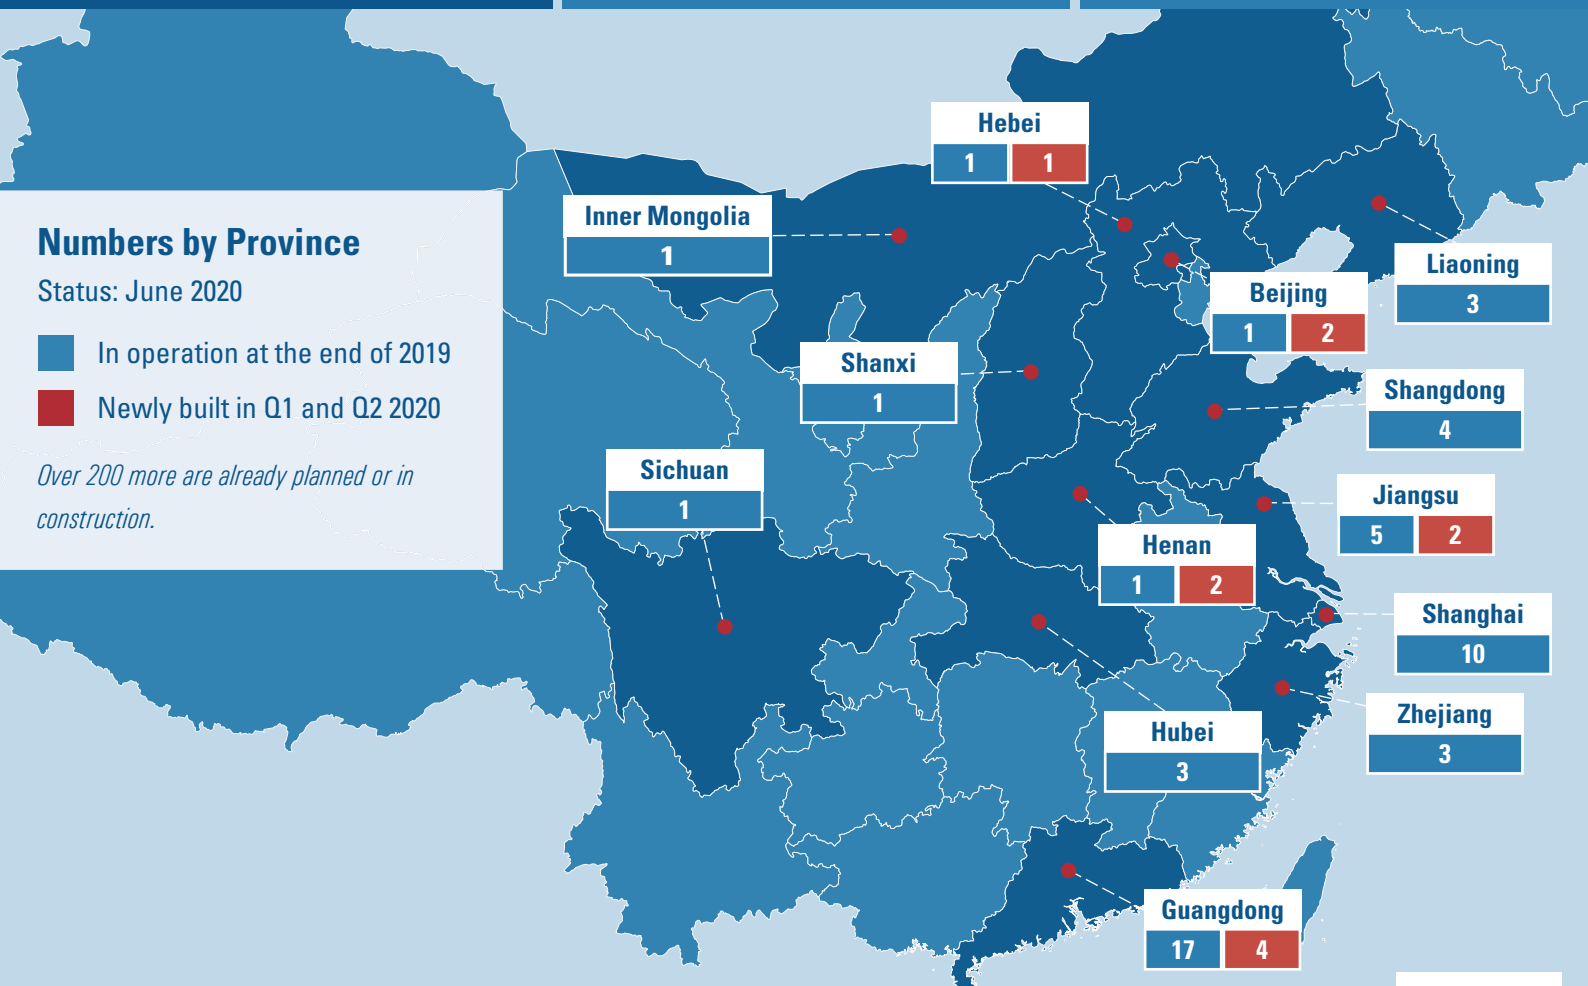 Numbers by Province
Status: June 2020
In operation at the end of 2019
Newly built in Q1 and Q2 2020
Over 200 more are already planned or in
construction.
Hebei
1 1
Inner Mongolia
1
Liaoning
3
Beijing
1 2
Shanxi
1
Shangdong
4
Sichuan
1
Jiangsu
5 2
Henan
1 2
Shanghai
10
Zhejiang
3
Hubei
3
Guangdong
17 4